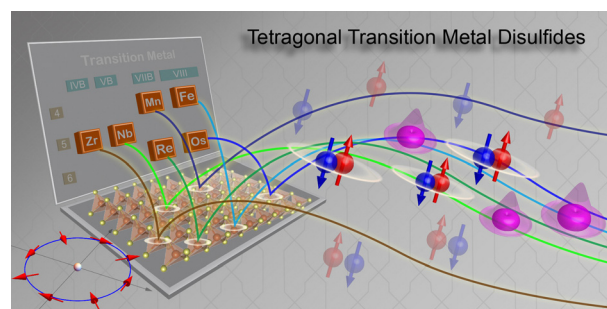 Tetragonal Transition Metal Disulfides
Transition Metal
IVB VB VIIB VIII
4 Mn Fe
5 Zr Nb Re Os
6